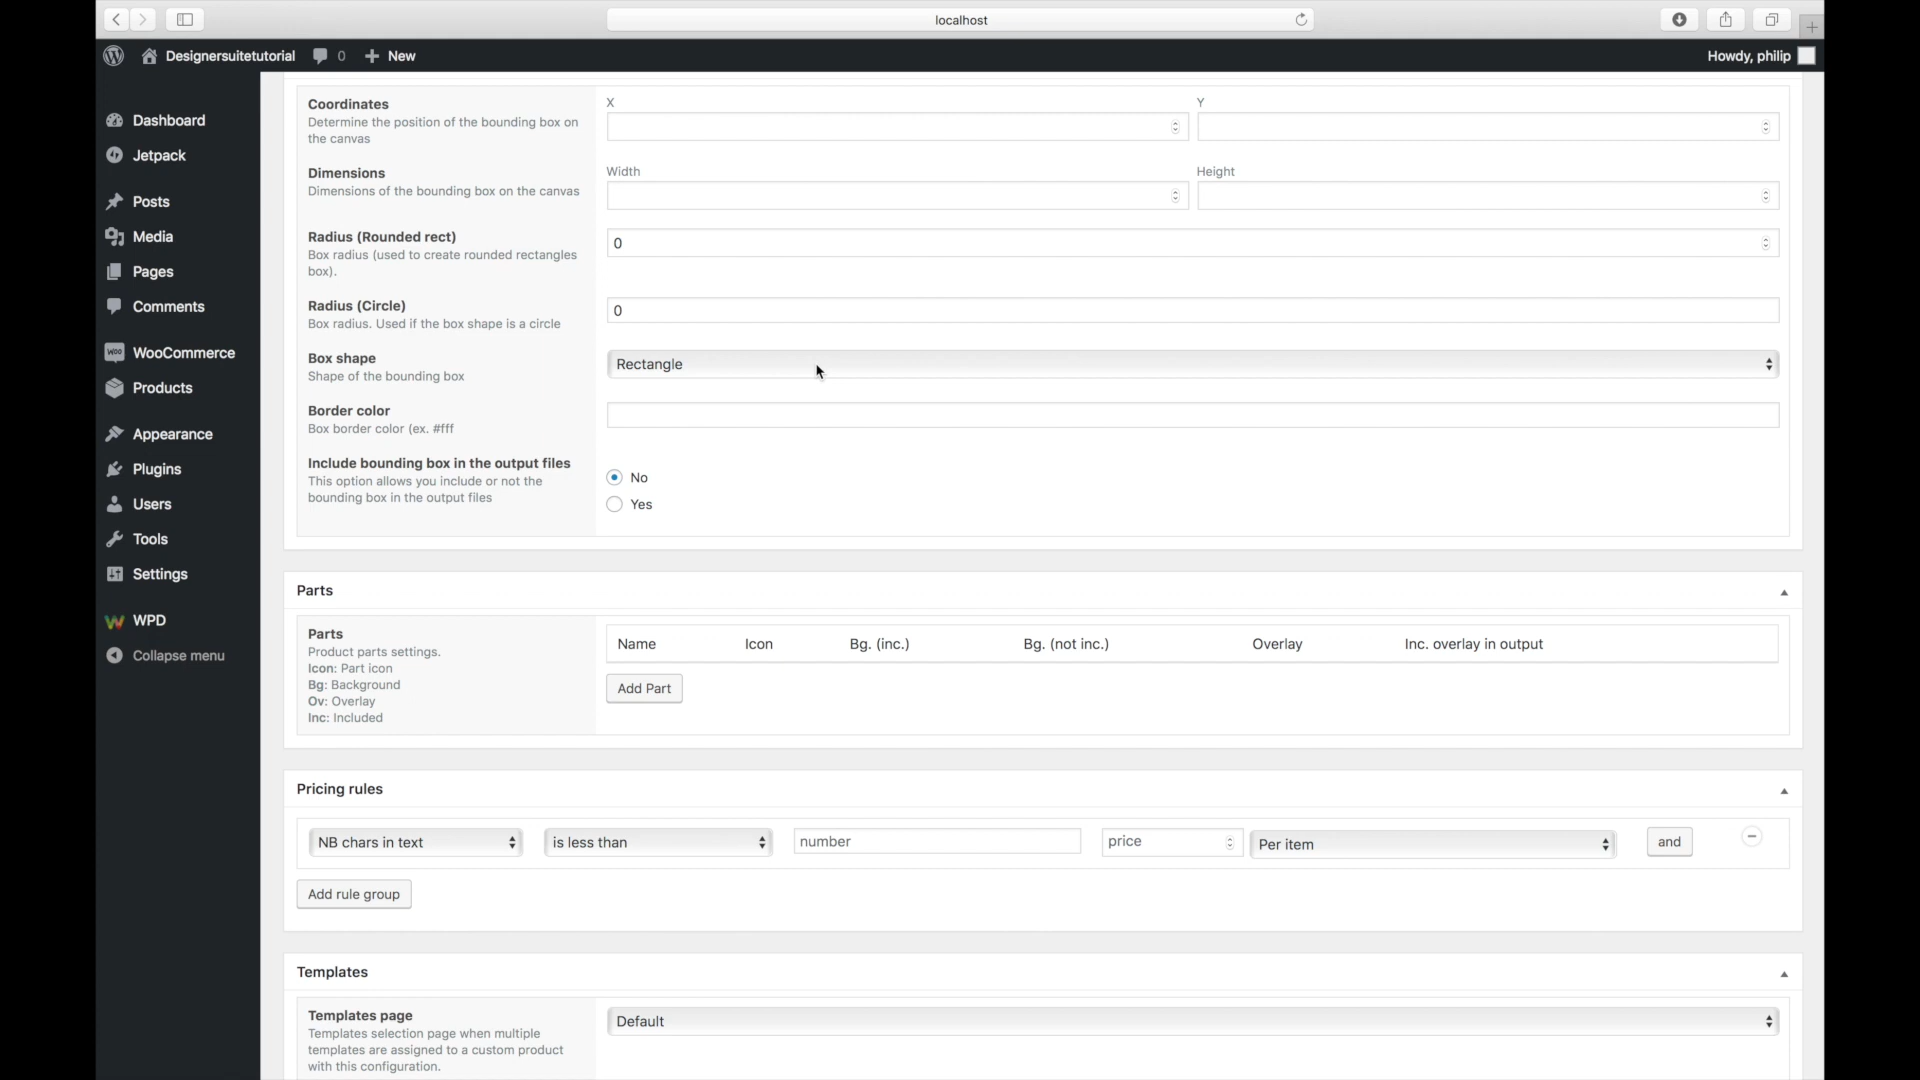 localhost
Designersuitetutorial 0 New Howdy, philip
Dashboard
Jetpack
Posts
Media
Pages
Comments
WooCommerce
Products
Appearance
Plugins
Users
Tools
Settings
WPD
Collapse menu
Coordinates
Determine the position of the bounding box on
the canvas
X Y
Dimensions
Dimensions of the bounding box on the canvas
Width Height
Radius (Rounded rect)
Box radius (used to create rounded rectangles
box).
0
Radius (Circle)
Box radius. Used if the box shape is a circle
0
Box shape
Shape of the bounding box
Rectangle
Border color
Box border color (ex. #fff
Include bounding box in the output files
This option allows you include or not the
bounding box in the output files
No
Yes
Parts
Parts
Product parts settings.
Icon: Part icon
Bg: Background
Ov: Overlay
Inc: Included
Name Icon Bg. (inc.) Bg. (not inc.) Overlay Inc. overlay in output
Add Part
Pricing rules
NB chars in text is less than number price Per item and
Add rule group
Templates
Templates page
Templates selection page when multiple
templates are assigned to a custom product
with this configuration.
Default